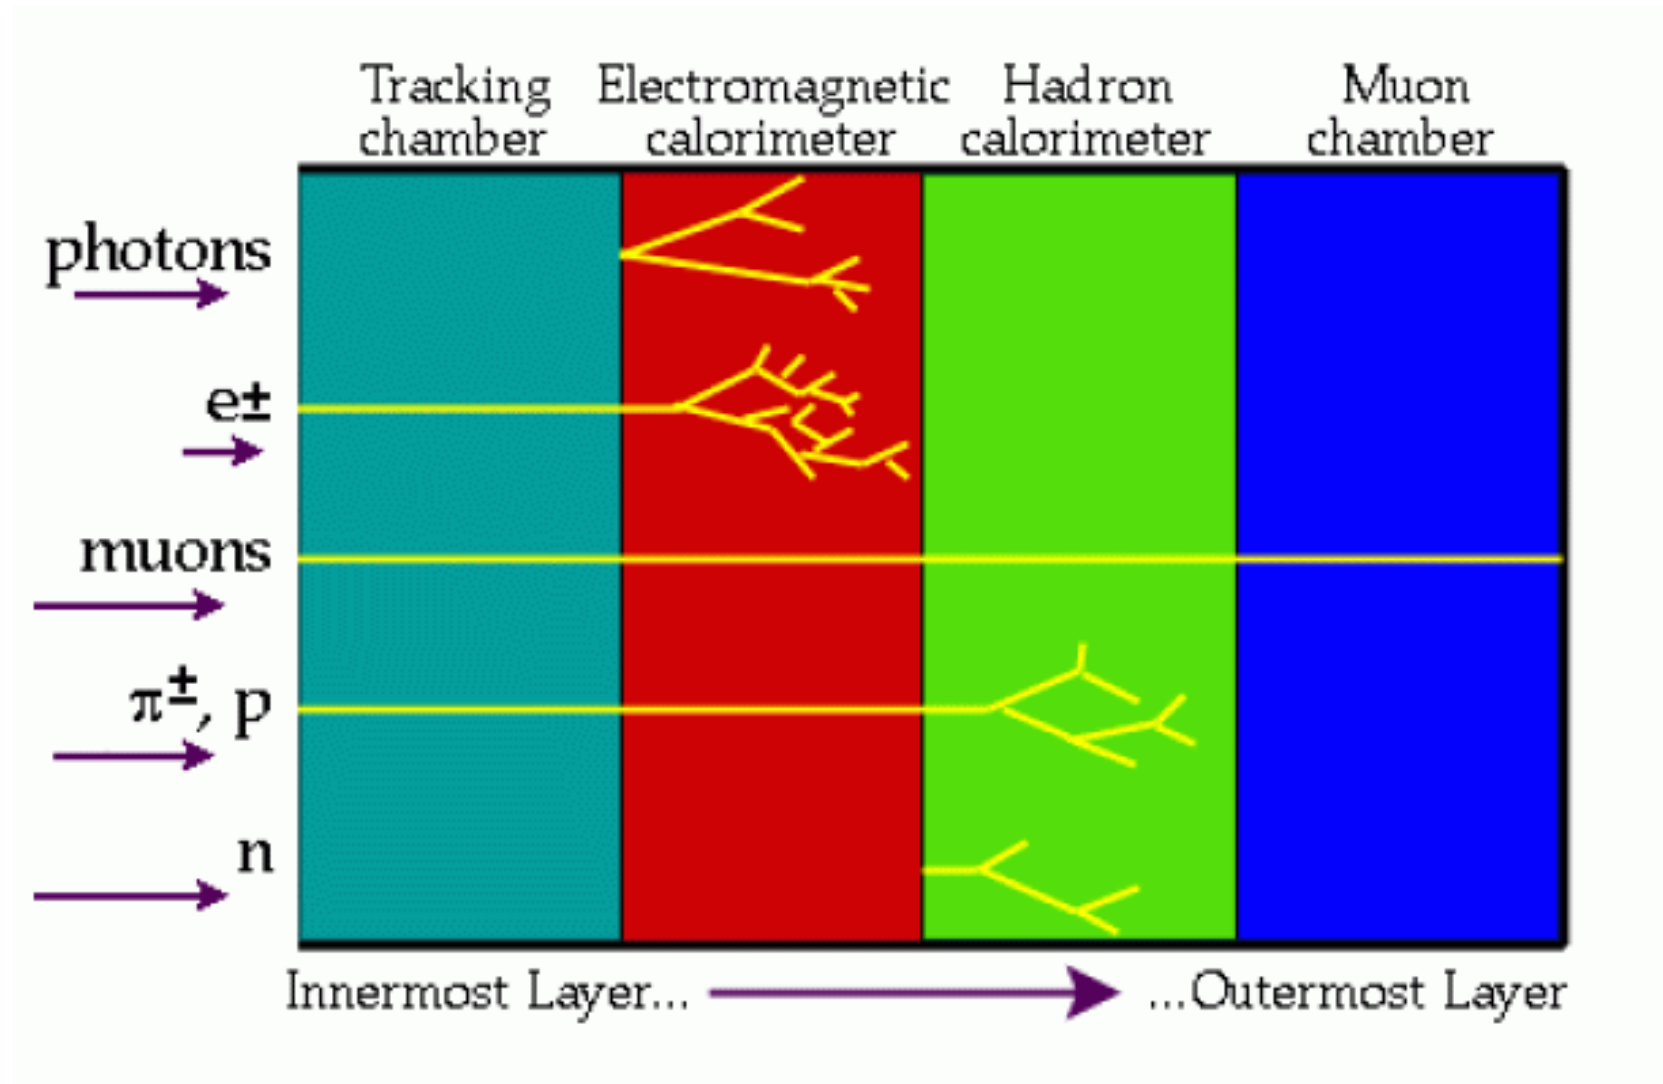 Tracking
chamber
Electromagnetic
calorimeter
Hadron
calorimeter
Muon
chamber
photons
e±
muons
π±, p
n
Innermost Layer...
...Outermost Layer